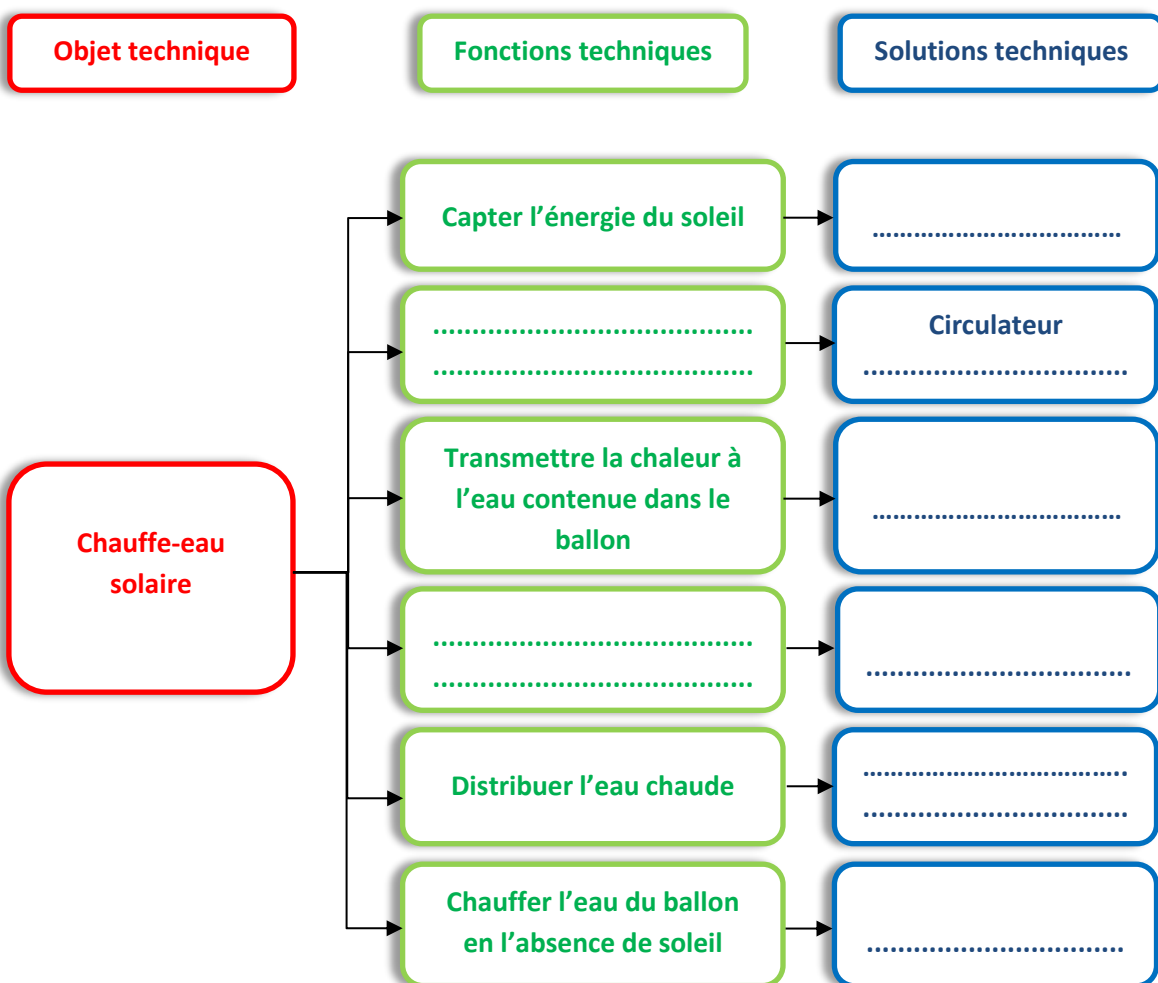 Objet technique
Fonctions techniques
Solutions techniques
Capter l’énergie du soleil
…………………………………
.............................................
.............................................
Circulateur
..................................
Transmettre la chaleur à
l’eau contenue dans le
ballon
…………………………………
Chauffe-eau
solaire
.............................................
.............................................
..................................
Distribuer l’eau chaude
…………………………………..
..................................
Chauffer l’eau du ballon
en l’absence de soleil
.................................